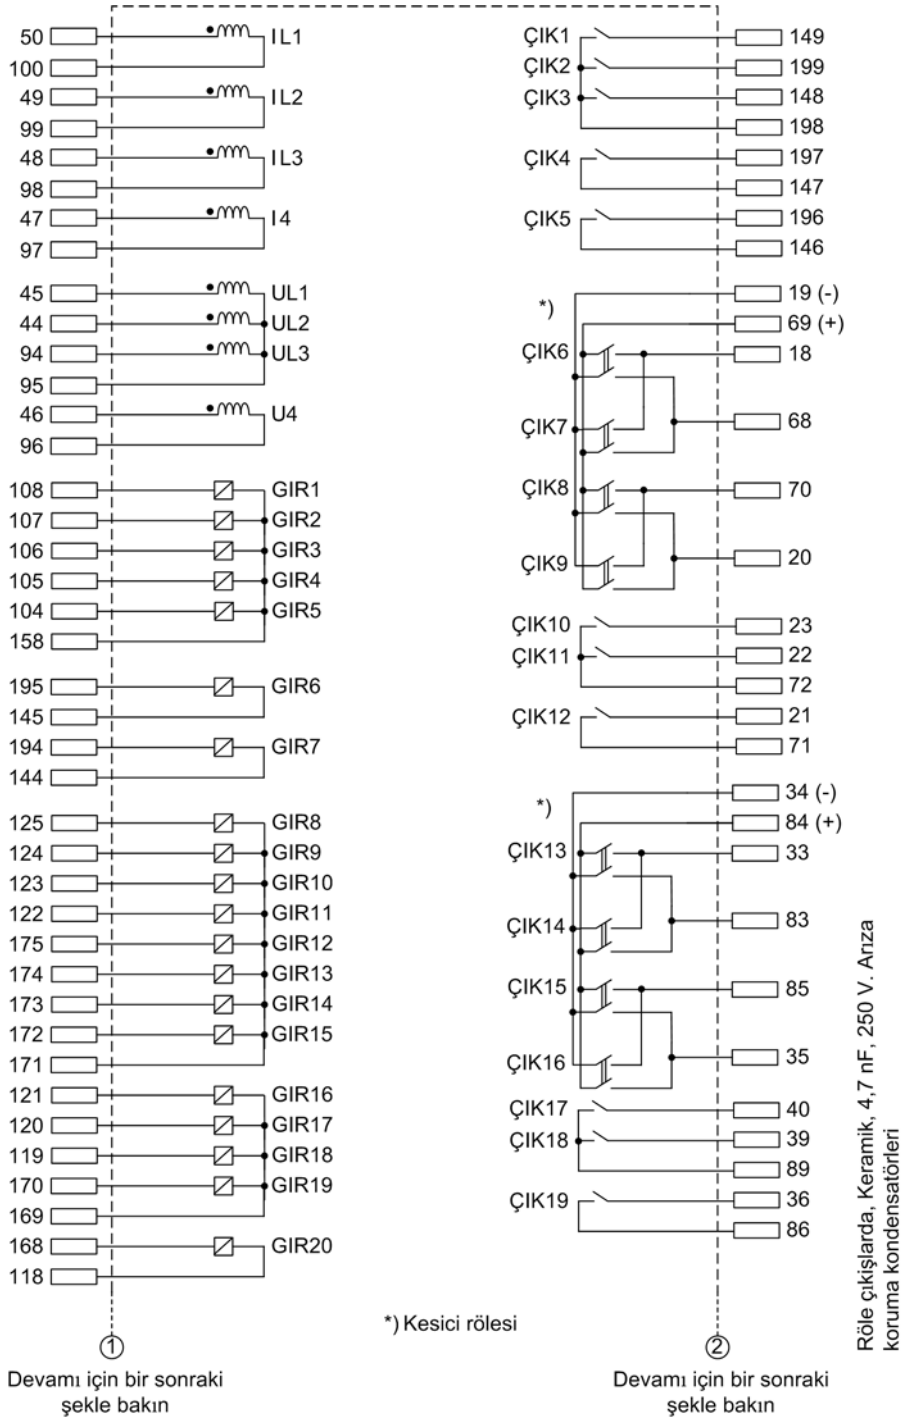 50 IL1
100
49 IL2
99
48 IL3
98
47 I4
97
45 UL1
44 UL2
94 UL3
95
46 U4
96
108 GIR1
107 GIR2
106 GIR3
105 GIR4
104 GIR5
158
195 GIR6
145
194 GIR7
144
125 GIR8
124 GIR9
123 GIR10
122 GIR11
175 GIR12
174 GIR13
173 GIR14
172 GIR15
171
121 GIR16
120 GIR17
119 GIR18
170 GIR19
169
168 GIR20
118
1
Devamı için bir sonraki
şekle bakın
ÇIK1 149
ÇIK2 199
ÇIK3 148
198
ÇIK4 197
147
ÇIK5 196
146
19 (-)
*)
69 (+)
ÇIK6 18
ÇIK7 68
ÇIK8 70
ÇIK9 20
ÇIK10 23
ÇIK11 22
72
ÇIK12 21
71
34 (-)
*)
84 (+)
ÇIK13 33
ÇIK14 83
ÇIK15 85
ÇIK16 35
ÇIK17 40
ÇIK18 39
89
ÇIK19 36
86
*) Kesici rölesi
2
Devamı için bir sonraki
şekle bakın
Röle çıkişlarda, Keramik, 4,7 nF, 250 V. Arıza
koruma kondensatörleri